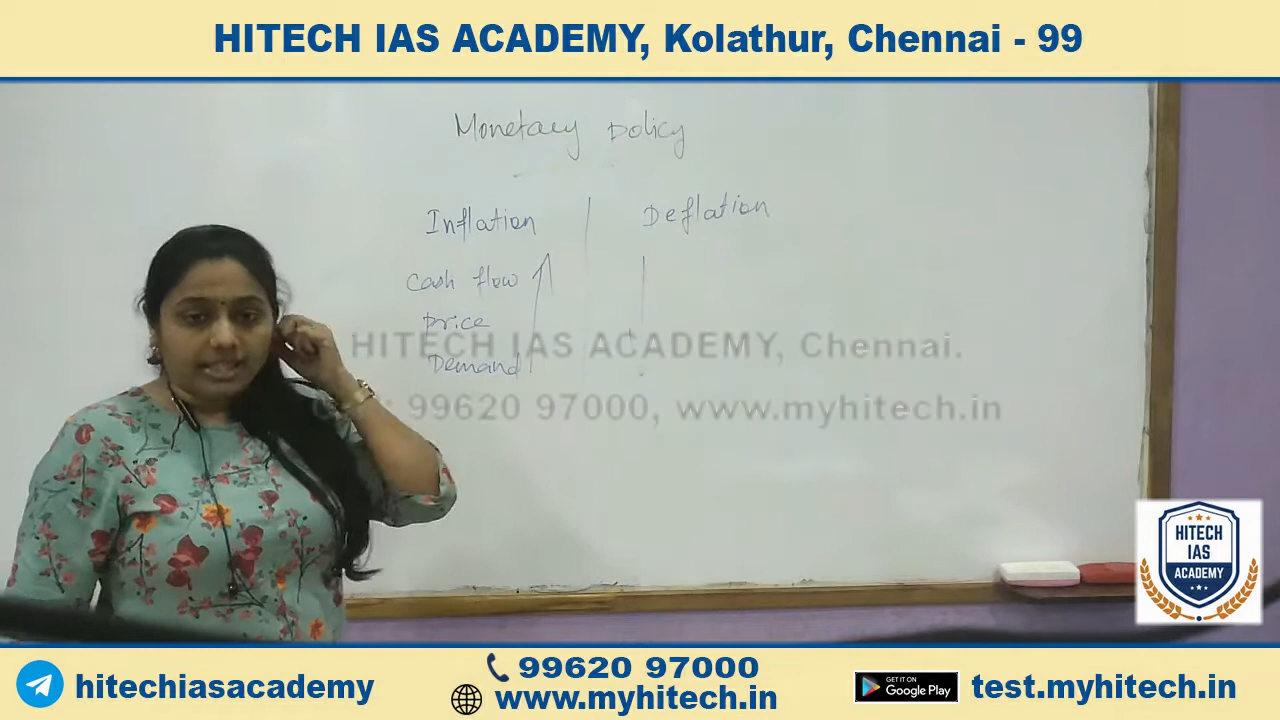 HITECH IAS ACADEMY, Kolathur, Chennai - 99
Monetary policy
Inflation
Deflation
Cash flow
price
Demand
HITECH IAS ACADEMY, Chennai.
99620 97000, www.myhitech.in
HITECH
IAS
ACADEMY
hitechiasacademy
99620 97000
www.myhitech.in
GET IT ON
Google Play
test.myhitech.in